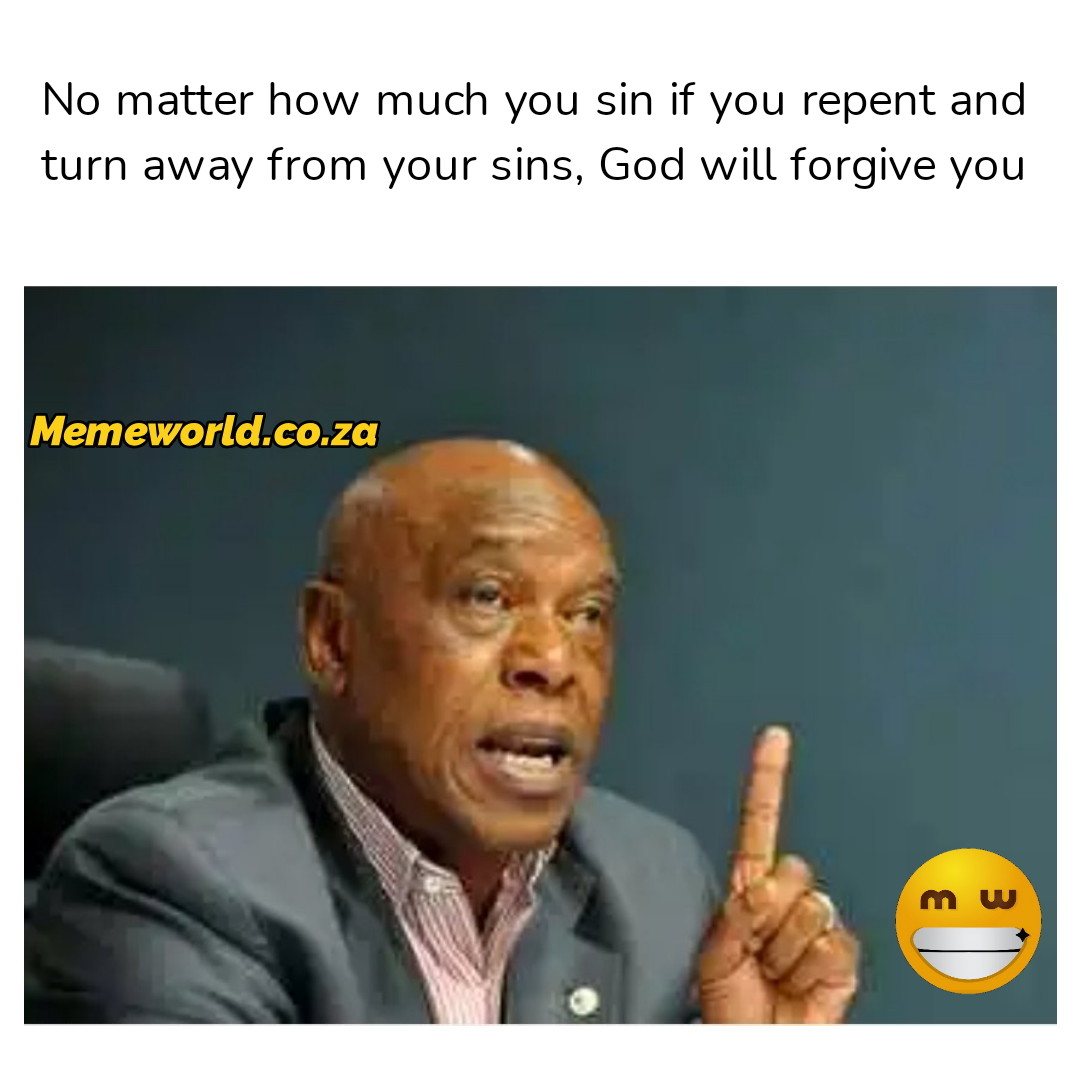 No matter how much you sin if you repent and
turn away from your sins, God will forgive you
Memeworld.co.za
m w